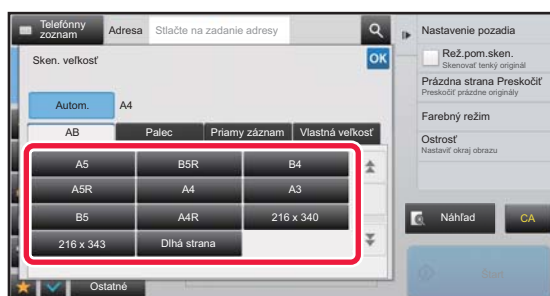 Telefónny zoznam
Adresa
Stlačte na zadanie adresy
Sken. veľkosť
OK
Autom.
A4
AB
Palec
Priamy záznam
Vlastná veľkosť
A5
B5R
B4
A5R
A4
A3
B5
A4R
216 x 340
216 x 343
Dlhá strana
Ostatné
Nastavenie pozadia
Rež.pom.sken.
Skenovať tenký originál
Prázdna strana Preskočiť
Preskočiť prázdne originály
Farebný režim
Ostrosť
Nastaviť okraj obrazu
Náhľad
CA
Štart